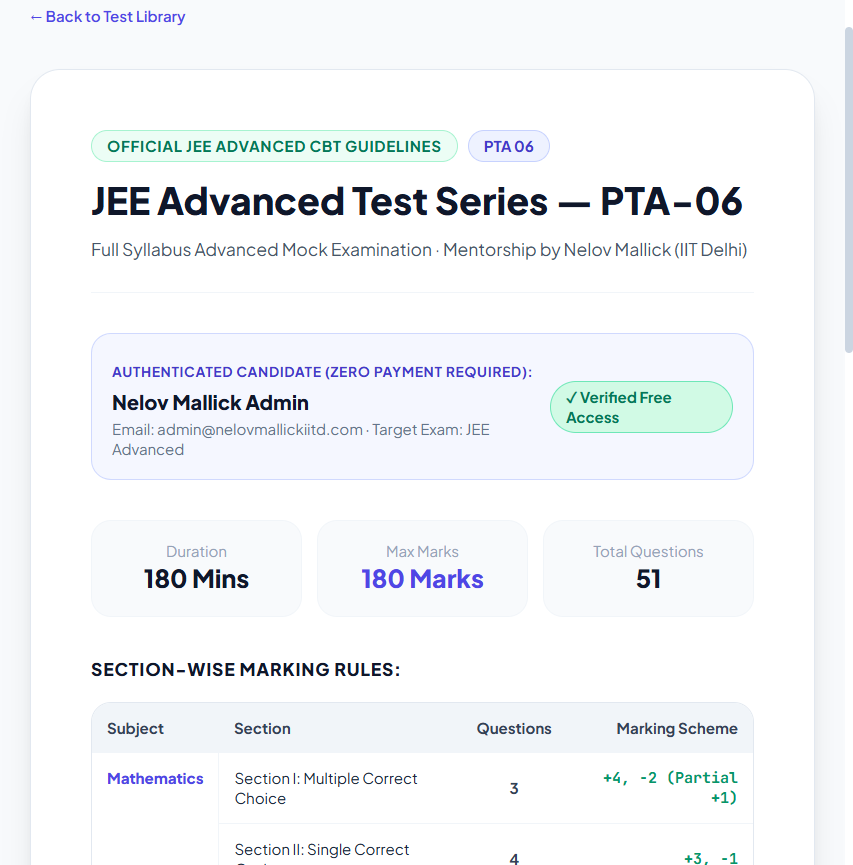 ← Back to Test Library
OFFICIAL JEE ADVANCED CBT GUIDELINES
PTA 06
JEE Advanced Test Series — PTA-06
Full Syllabus Advanced Mock Examination · Mentorship by Nelov Mallick (IIT Delhi)
AUTHENTICATED CANDIDATE (ZERO PAYMENT REQUIRED):
Nelov Mallick Admin
Email: admin@nelovmallickiitd.com · Target Exam: JEE
Advanced
✓ Verified Free
Access
Duration
180 Mins
Max Marks
180 Marks
Total Questions
51
SECTION-WISE MARKING RULES:
Subject Section Questions Marking Scheme
Mathematics
Section I: Multiple Correct
Choice
3
+4, -2 (Partial
+1)
Section II: Single Correct
4
+3, -1